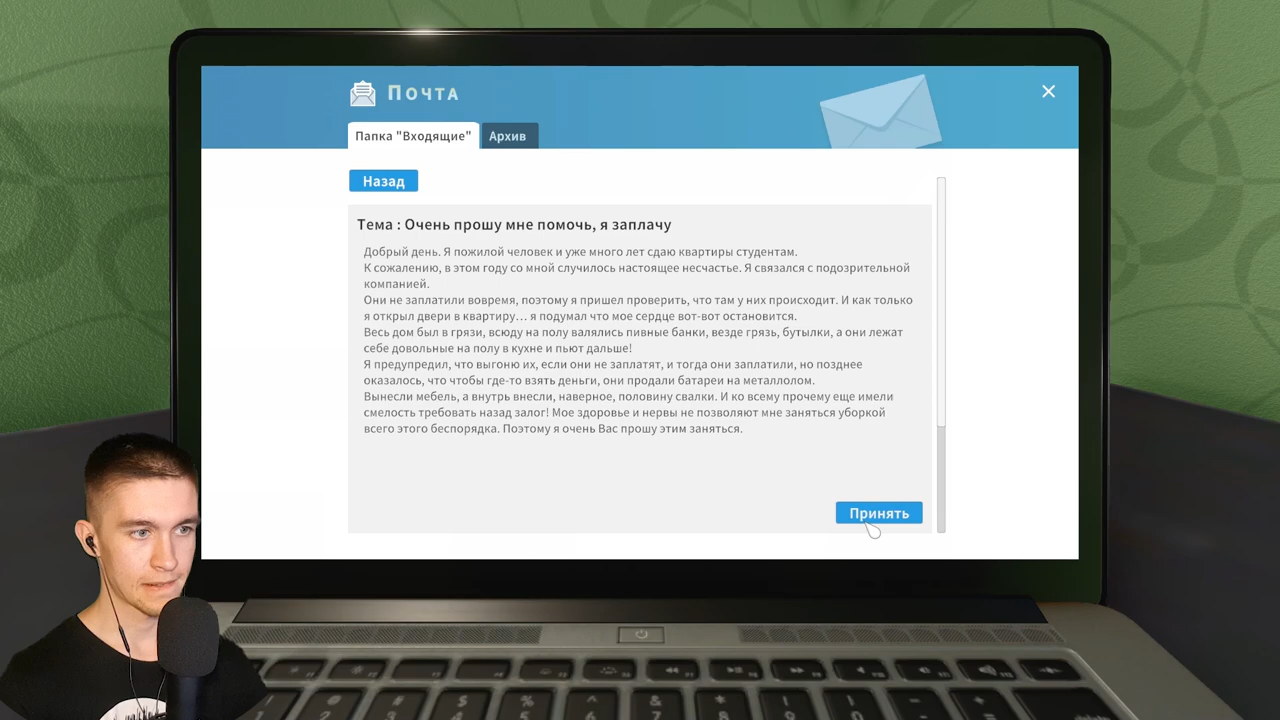 Почта
Папка "Входящие"
Архив
Назад
Тема : Очень прошу мне помочь, я заплачу
Добрый день. Я пожилой человек и уже много лет сдаю квартиры студентам.
К сожалению, в этом году со мной случилось настоящее несчастье. Я связался с подозрительной
компанией.
Они не заплатили вовремя, поэтому я пришел проверить, что там у них происходит. И как только
я открыл двери в квартиру… я подумал что мое сердце вот-вот остановится.
Весь дом был в грязи, всюду на полу валялись пивные банки, везде грязь, бутылки, а они лежат
себе довольные на полу в кухне и пьют дальше!
Я предупредил, что выгоню их, если они не заплатят, и тогда они заплатили, но позднее
оказалось, что чтобы где-то взять деньги, они продали батареи на металлолом.
Вынесли мебель, а внутрь внесли, наверное, половину свалки. И ко всему прочему еще имели
смелость требовать назад залог! Мое здоровье и нервы не позволяют мне заняться уборкой
всего этого беспорядка. Поэтому я очень Вас прошу этим заняться.
Принять